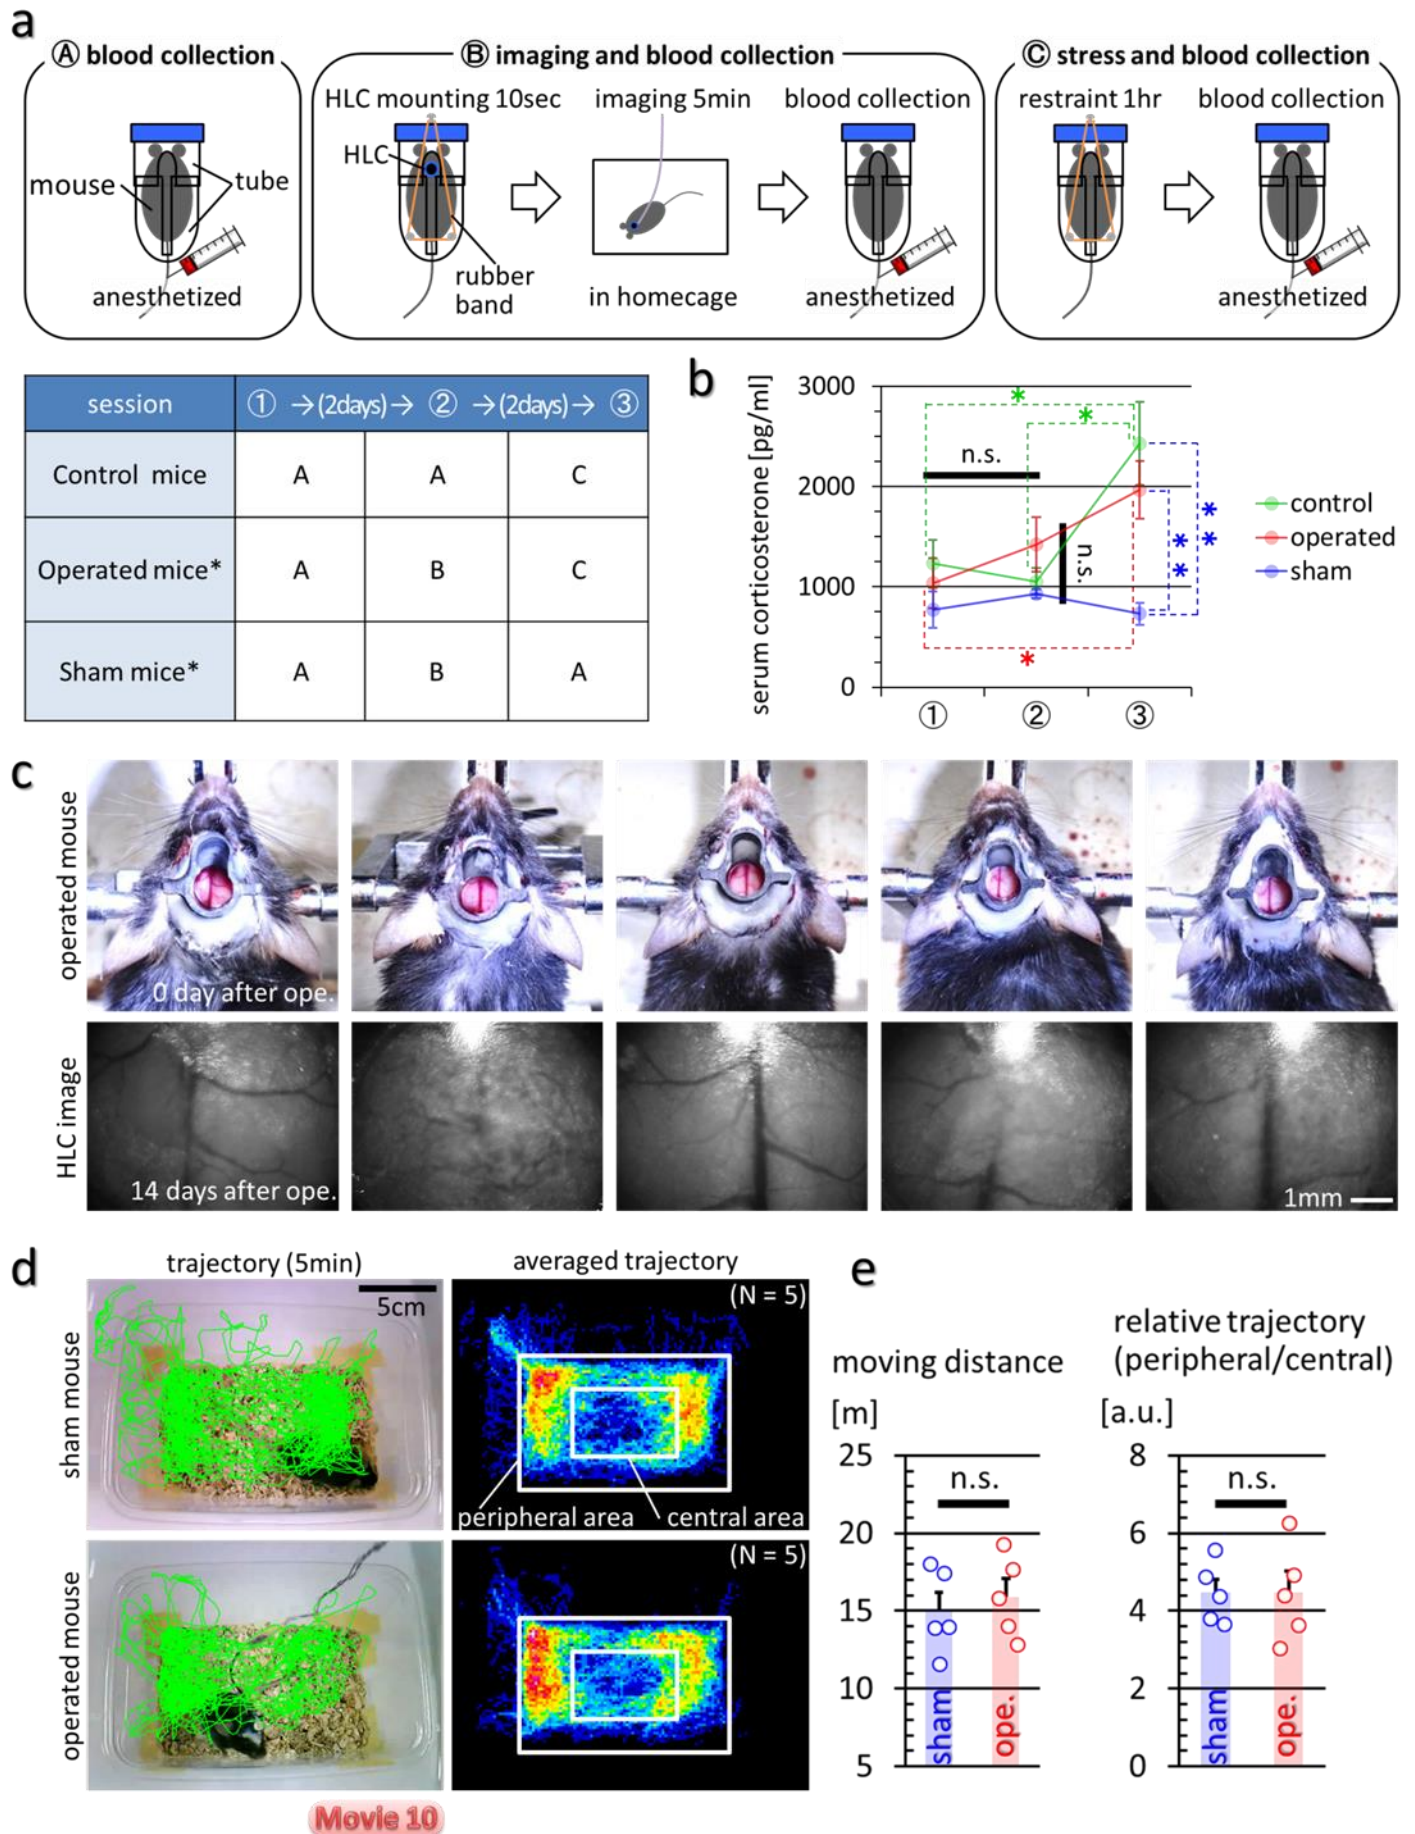 a
Ⓐ blood collection
mouse
tube
anesthetized
Ⓑ imaging and blood collection
HLC mounting 10sec
HLC
rubber
band
imaging 5min
in homecage
blood collection
anesthetized
Ⓒ stress and blood collection
restraint 1hr
blood collection
anesthetized
session ① →(2days)→ ② →(2days)→ ③
Control mice A A C
Operated mice* A B C
Sham mice* A B A
b
serum corticosterone [pg/ml]
3000
2000
1000
0
n.s.
n.s.
*
*
*
* *
* *
① ② ③
control
operated
sham
c
operated mouse
0 day after ope.
HLC image
14 days after ope.
1mm
d
trajectory (5min)
averaged trajectory
sham mouse
5cm
(N = 5)
peripheral area
central area
operated mouse
(N = 5)
Movie 10
e
moving distance
[m]
25
20
15
10
5
n.s.
sham
ope.
relative trajectory
(peripheral/central)
[a.u.]
8
6
4
2
0
n.s.
sham
ope.